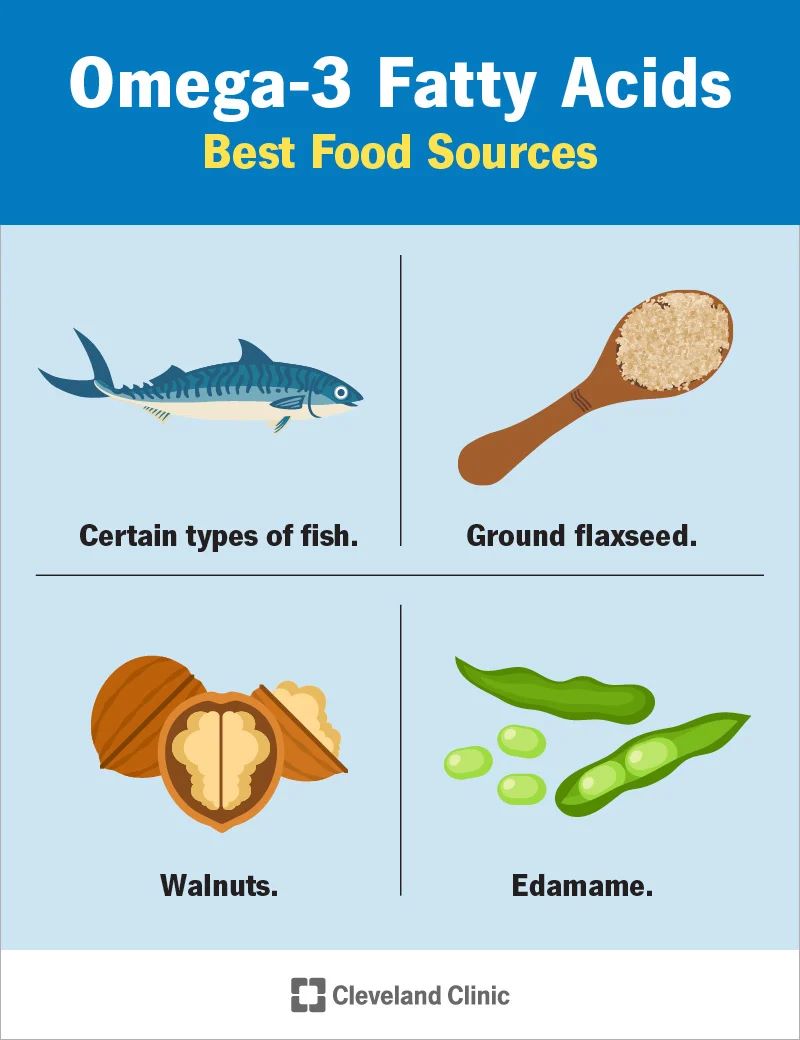 Omega-3 Fatty Acids
Best Food Sources
Certain types of fish.
Ground flaxseed.
Walnuts.
Edamame.
Cleveland Clinic